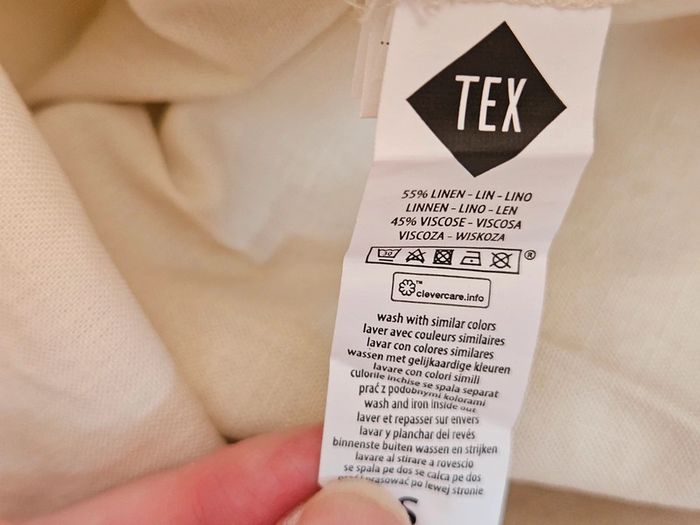 TEX
55% LINEN - LIN - LINO
LINNEN - LINO - LEN
45% VISCOSE - VISCOSA
VISCOZA - WISKOZA
30 ®
™
clevercare.info
wash with similar colors
laver avec couleurs similaires
lavar con colores similares
wassen met gelijkaardige kleuren
lavare con colori simili
culorile inchise se spala separat
prać z podobnymi kolorami
wash and iron inside out
laver et repasser sur envers
lavar y planchar del revés
binnenste buiten wassen en strijken
lavare al stirare a rovescio
se spala pe dos se calca pe dos
prać prasować po lewej stronie
S